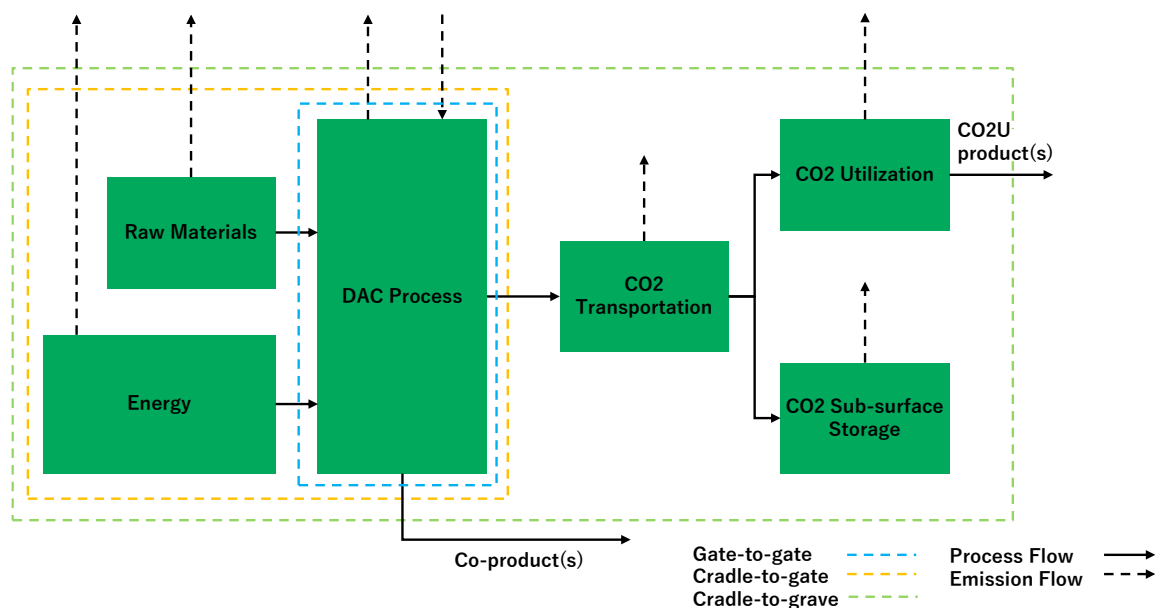 CO2U
product(s)
CO2 Utilization
Raw Materials
DAC Process
CO2
Transportation
Energy
CO2 Sub-surface
Storage
Co-product(s)
Gate-to-gate
Cradle-to-gate
Cradle-to-grave
Process Flow
Emission Flow